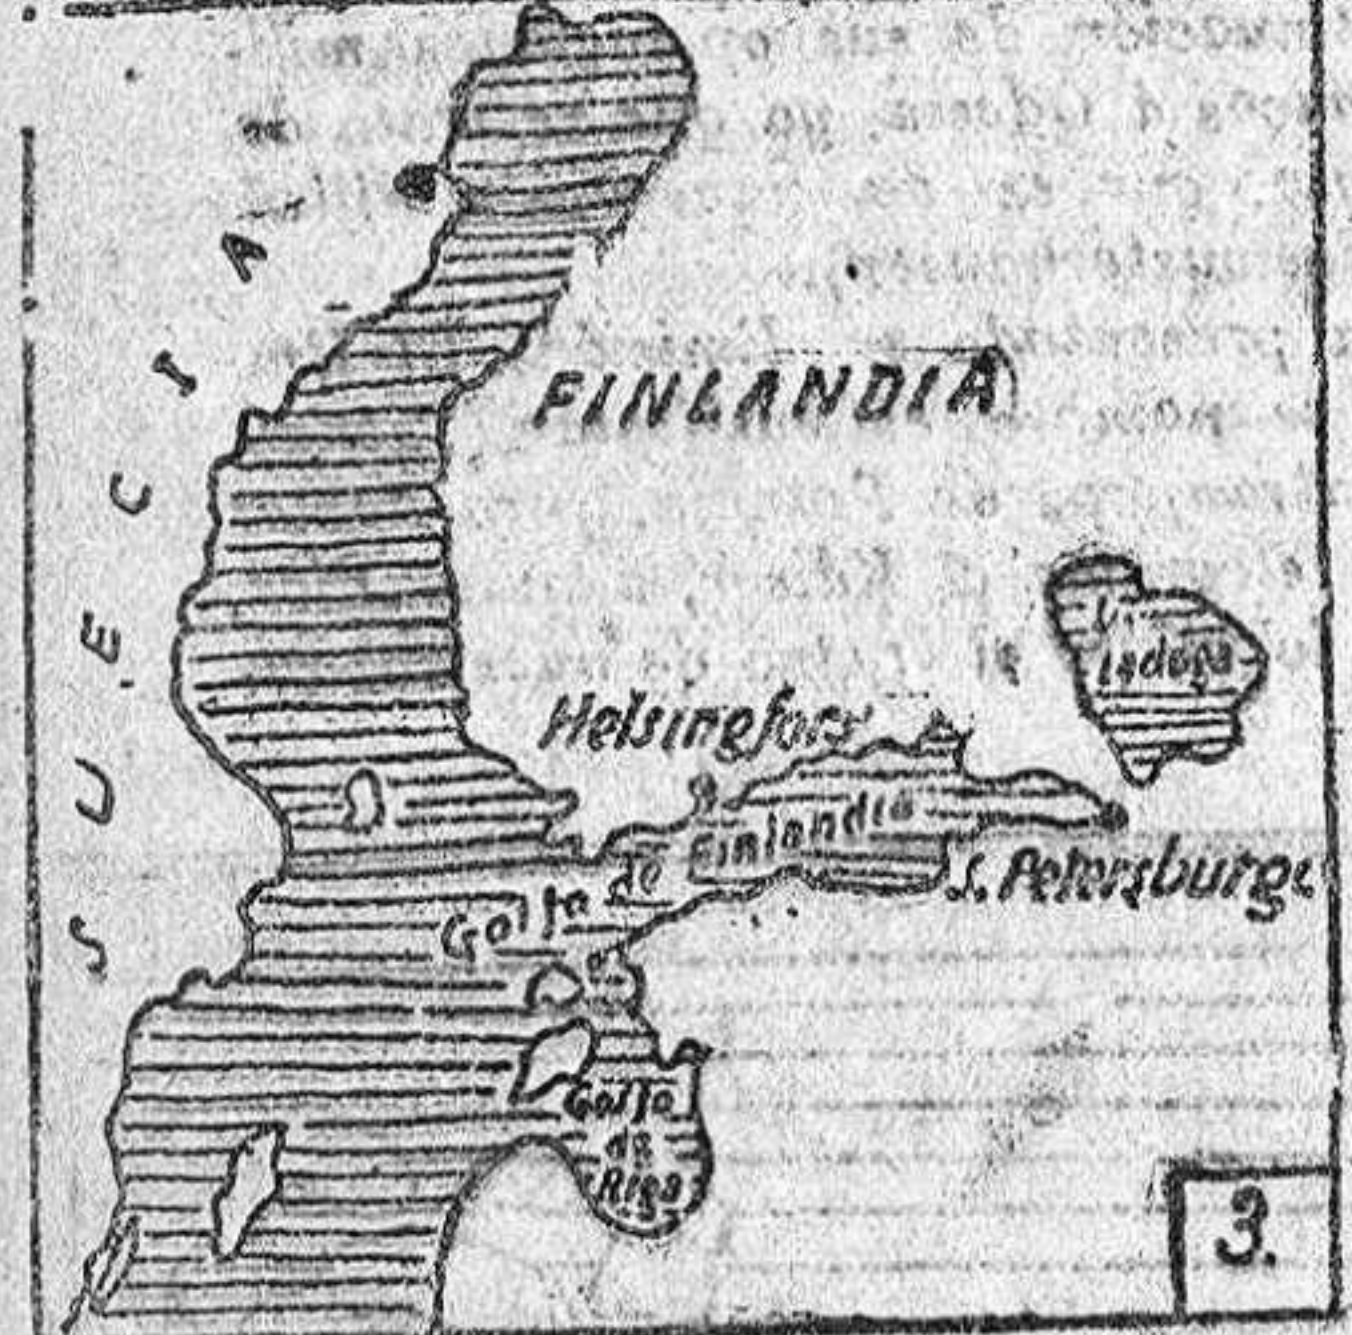 SUECIA
FINLANDIA
L.
Ladoga
Helsingfors
Golfo de Finlandia
S. Petersburgo
Golfo
de
Riga
3.